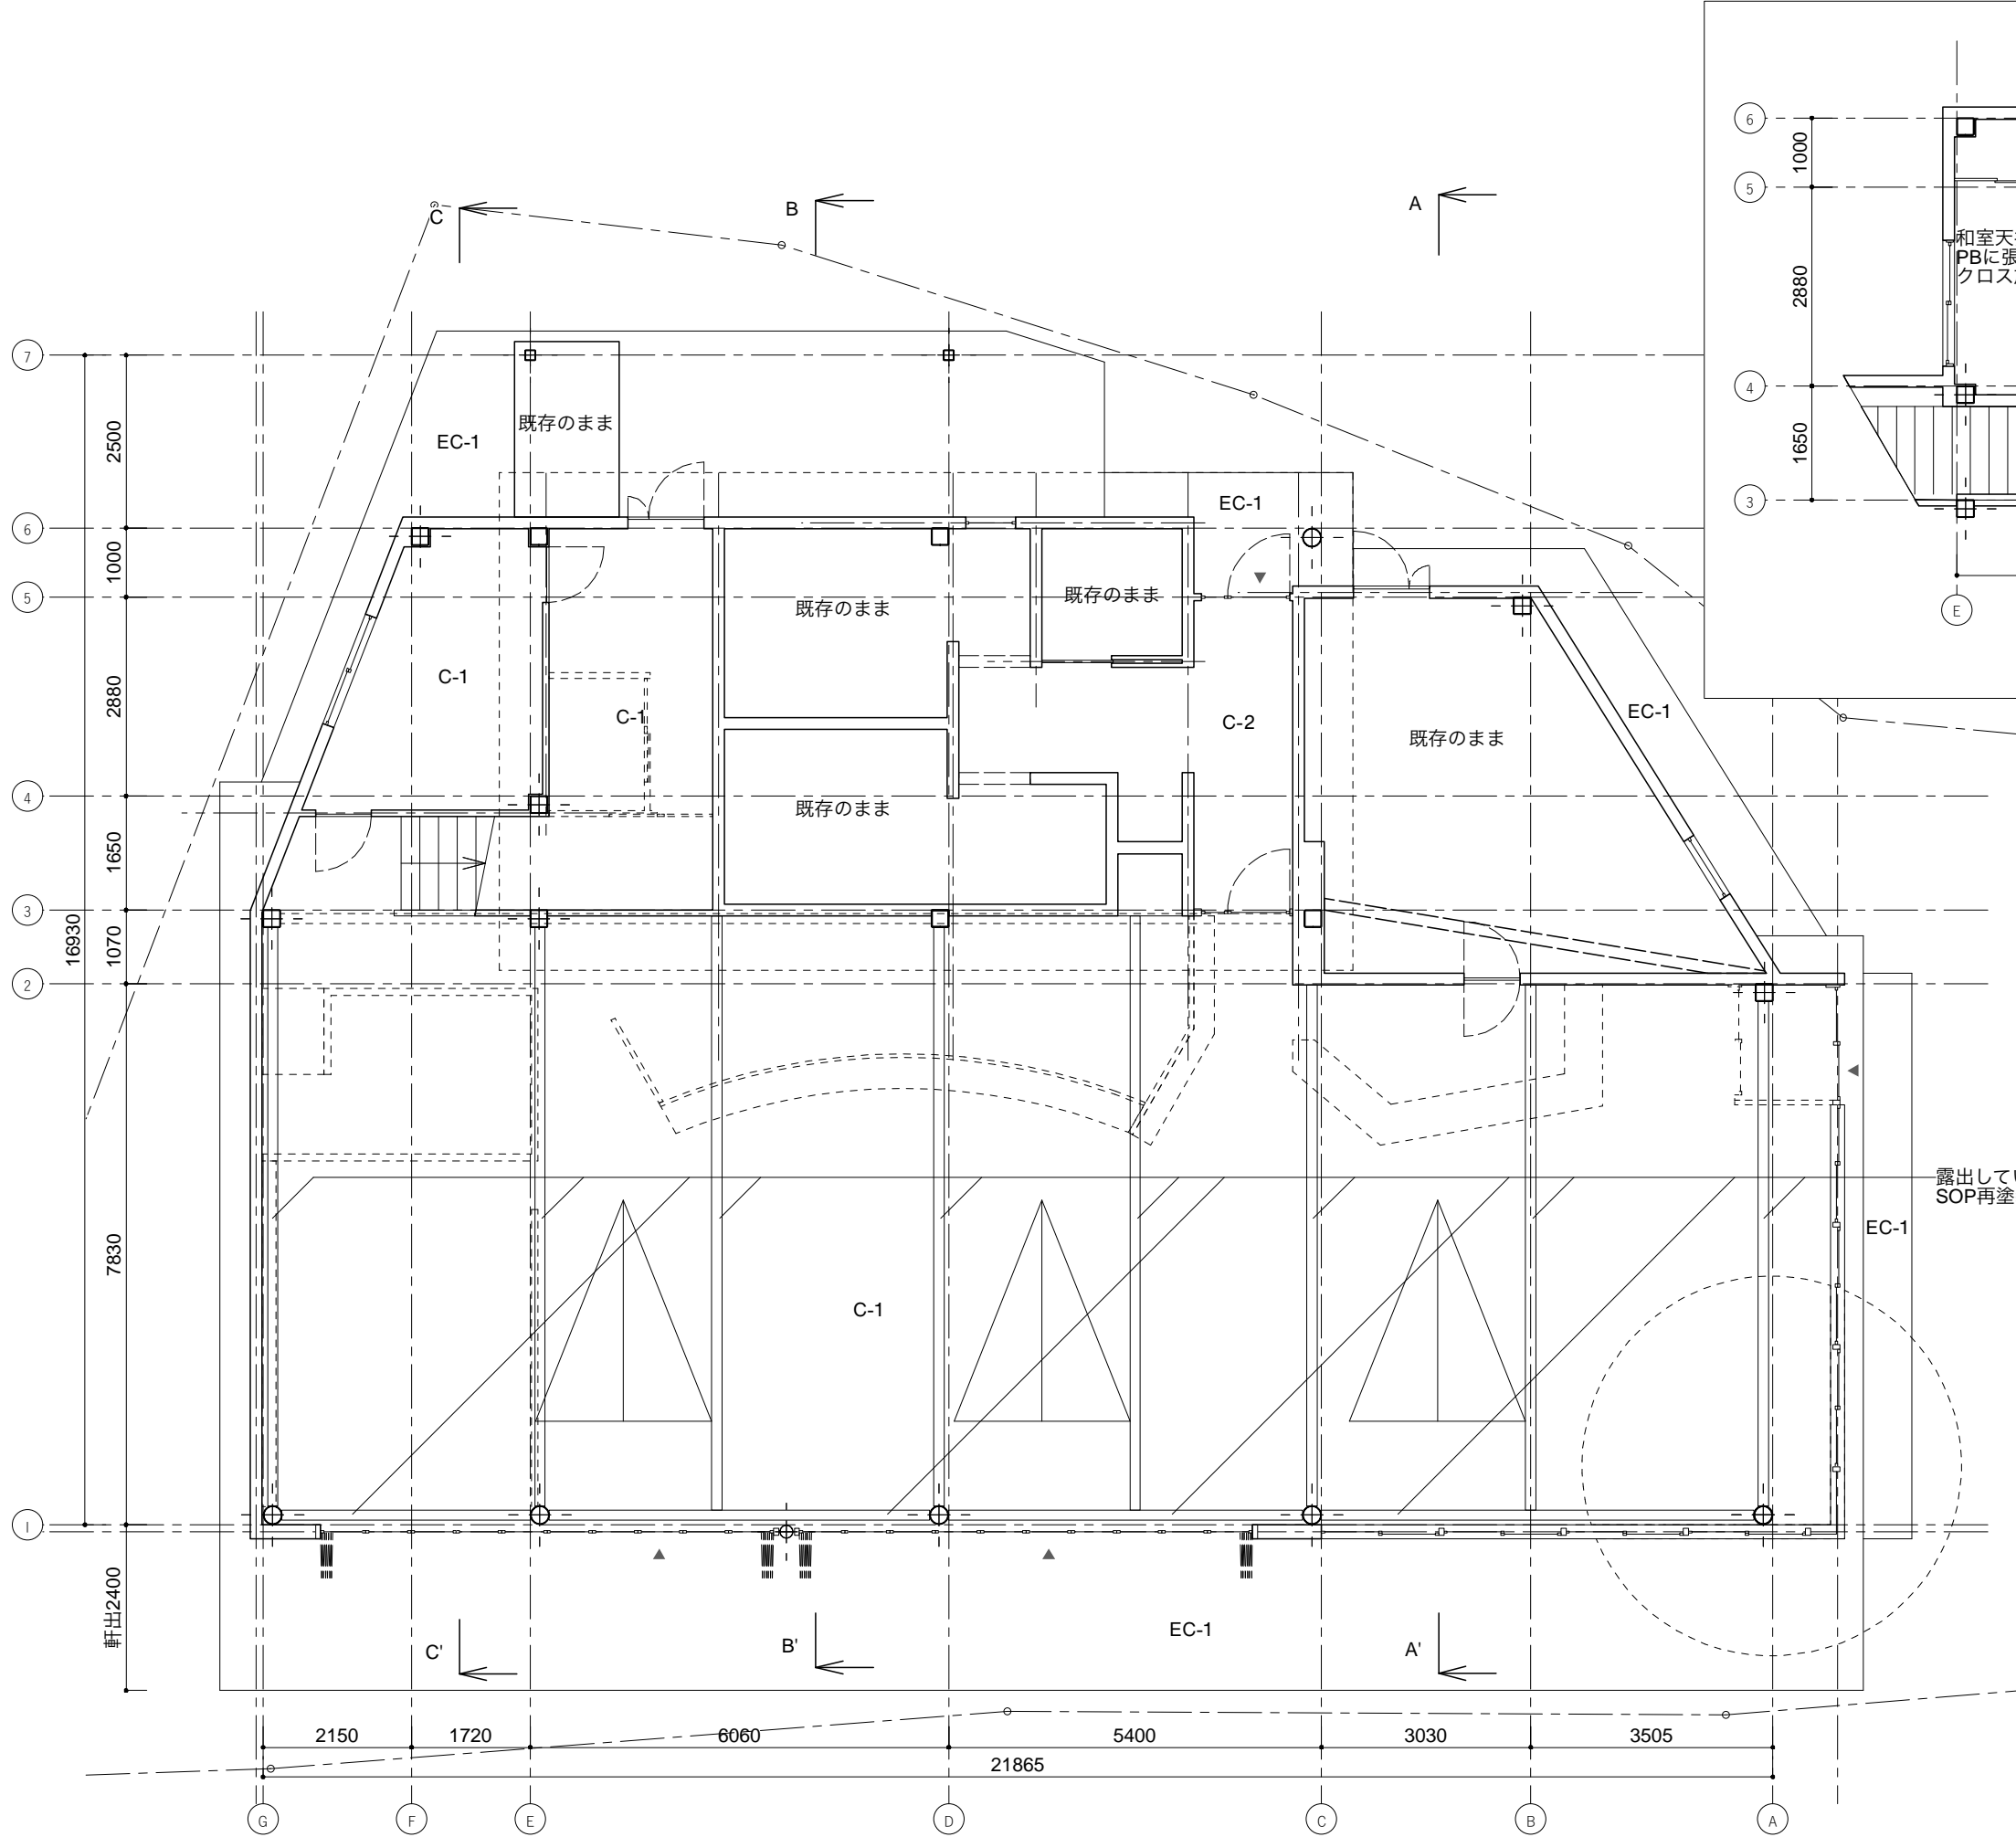 6
5
4
3
1000
2880
1650
E
和室天
PBに張
クロス
C
B
A
7
6
5
4
3
2
1
2500
1000
2880
1650
1070
7830
16930
軒出2400
EC-1
既存のまま
EC-1
既存のまま
既存のまま
C-1
C-1
C-2
EC-1
既存のまま
既存のまま
露出してい
SOP再塗
EC-1
C-1
EC-1
C'
B'
A'
2150
1720
6060
5400
3030
3505
21865
G
F
E
D
C
B
A